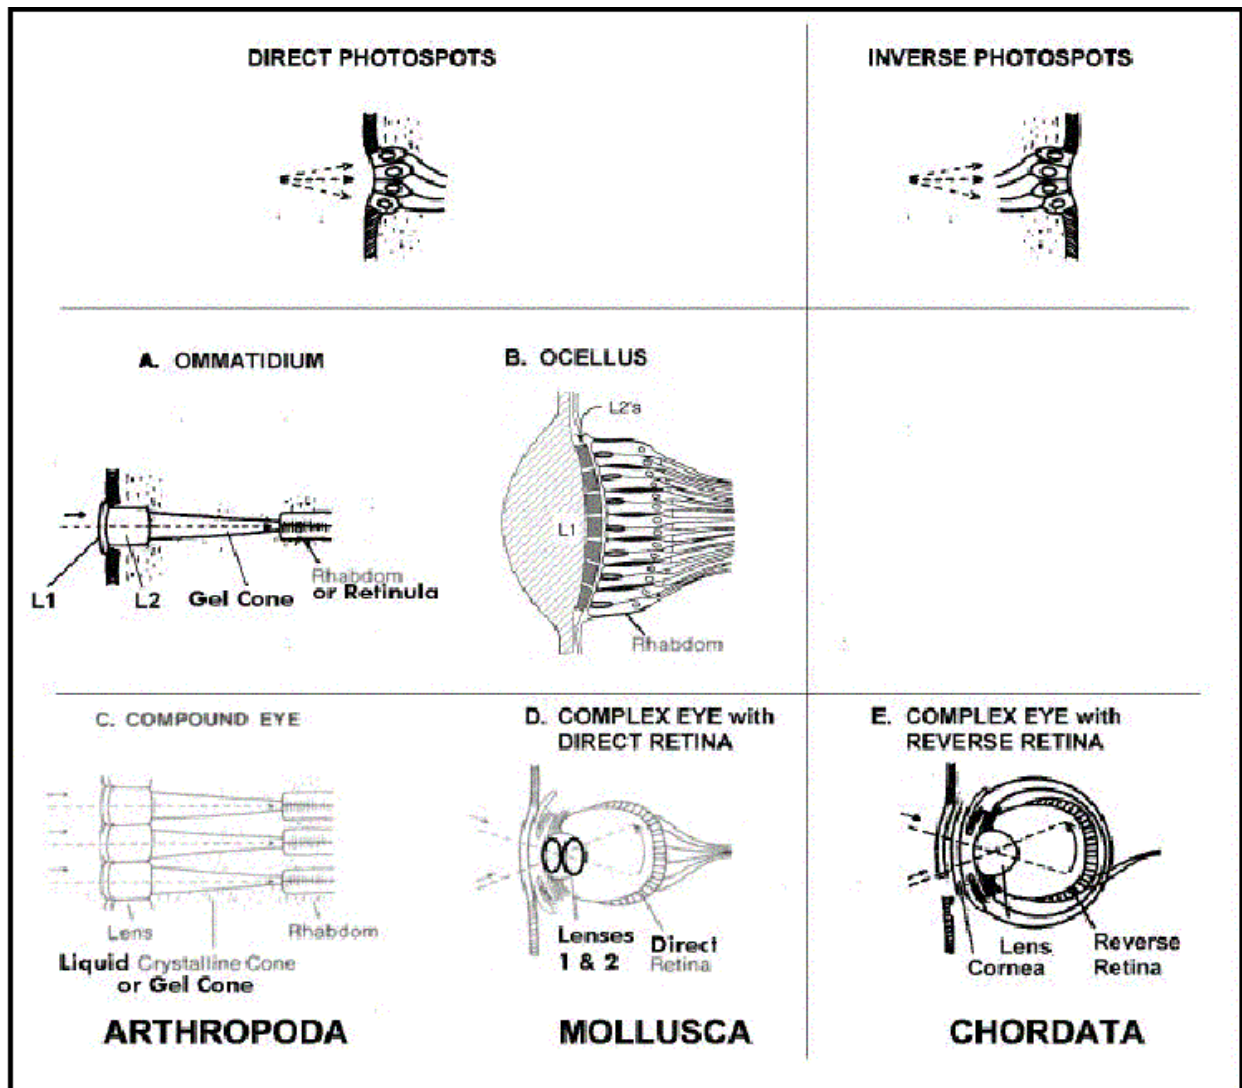 DIRECT PHOTOSPOTS
INVERSE PHOTOSPOTS
A. OMMATIDIUM
L1
L2
Gel Cone
Rhabdom
or Retinula
B. OCELLUS
L2's
L1
Rhabdom
C. COMPOUND EYE
Lens
Rhabdom
Liquid Crystalline Cone
or Gel Cone
D. COMPLEX EYE with
DIRECT RETINA
Lenses
1 & 2
Direct
Retina
E. COMPLEX EYE with
REVERSE RETINA
Lens
Cornea
Reverse
Retina
ARTHROPODA
MOLLUSCA
CHORDATA